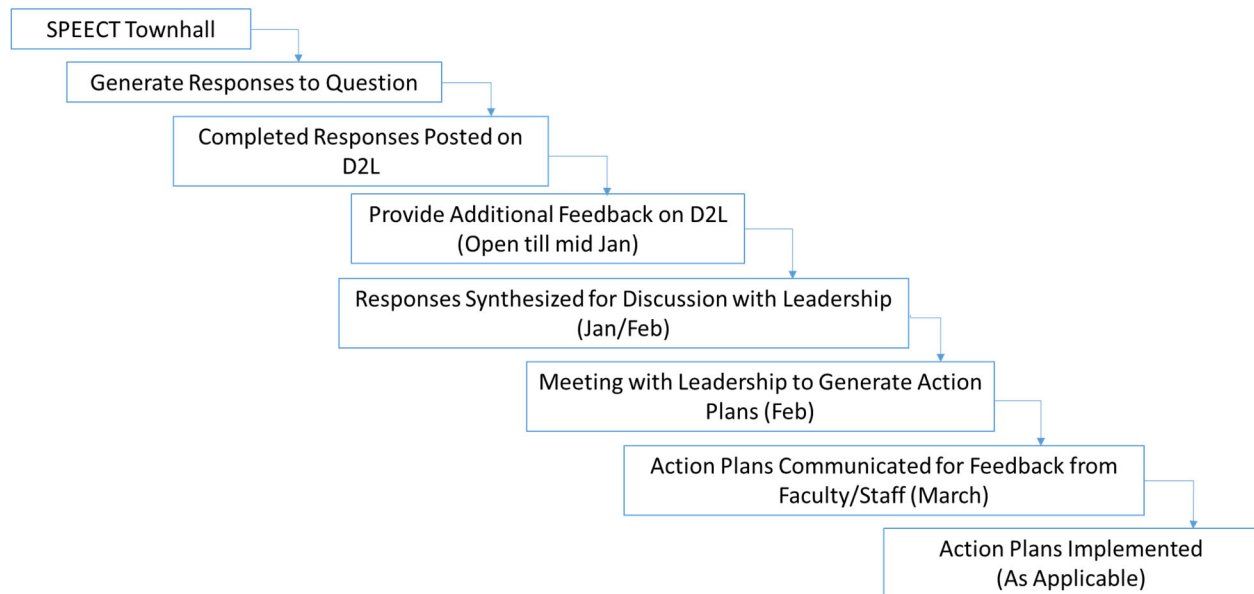 SPEECT Townhall
Generate Responses to Question
Completed Responses Posted on
D2L
Provide Additional Feedback on D2L
(Open till mid Jan)
Responses Synthesized for Discussion with Leadership
(Jan/Feb)
Meeting with Leadership to Generate Action
Plans (Feb)
Action Plans Communicated for Feedback from
Faculty/Staff (March)
Action Plans Implemented
(As Applicable)